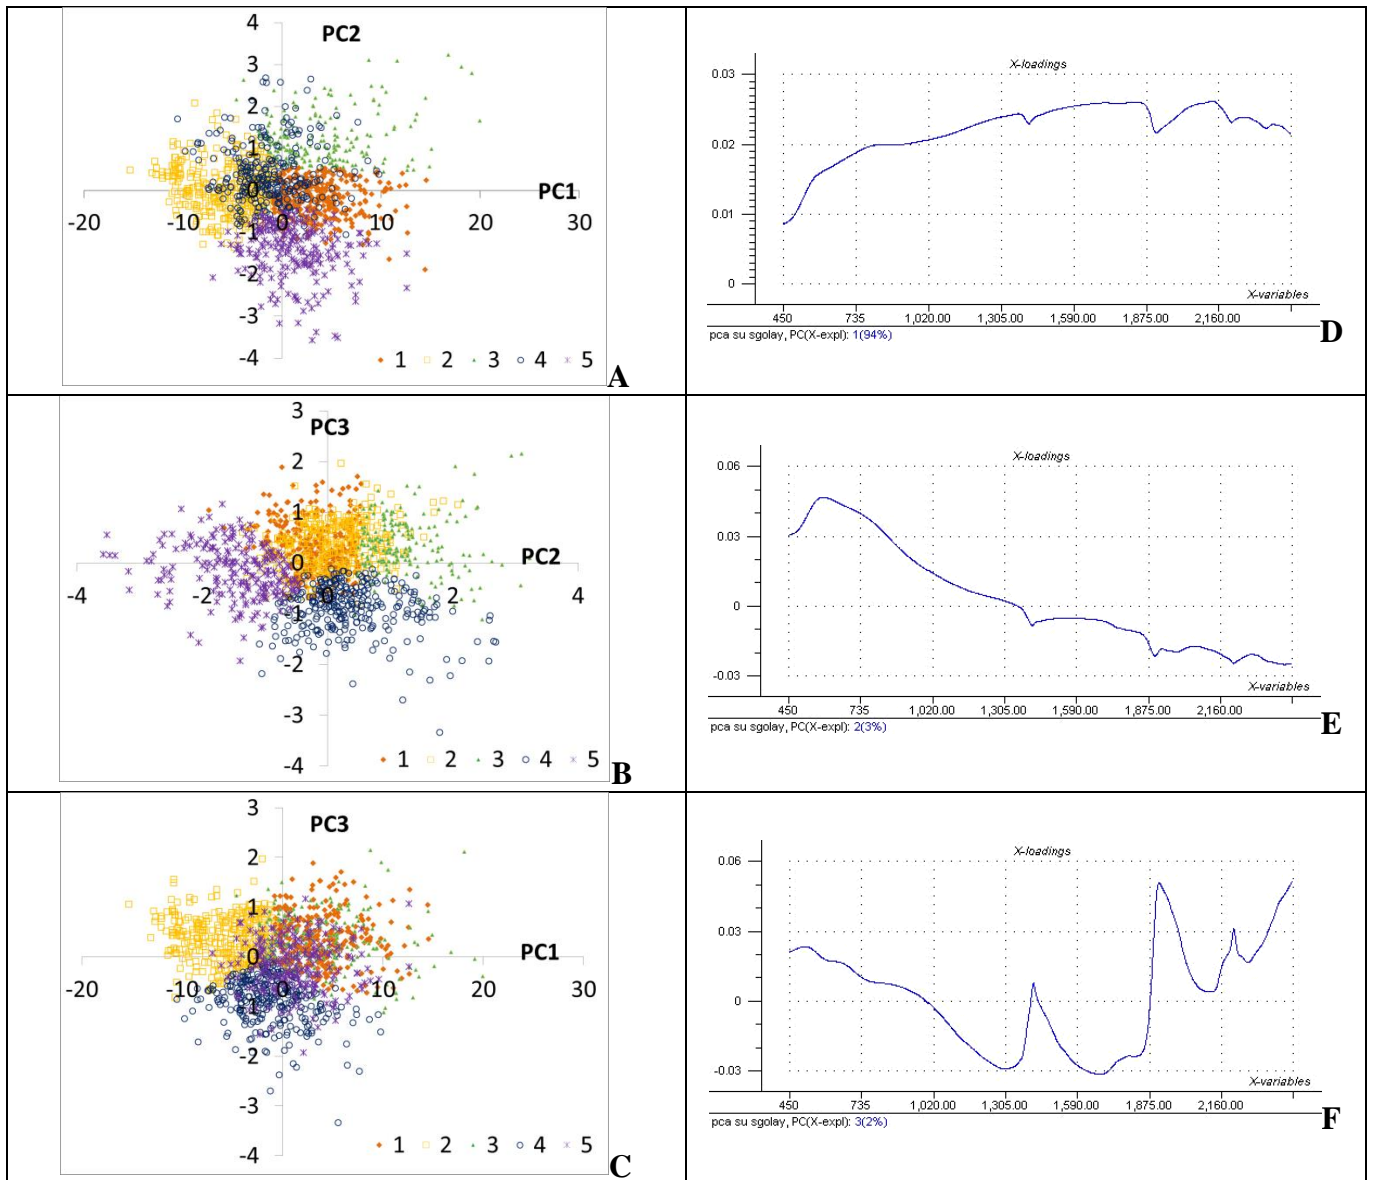 4
PC2
3
2
1
0
PC1
-20 -10 0 10 20 30
-1
-2
-3
-4
1 2 3 4 5
A
X-loadings
0.03
0.02
0.01
0
X-variables
450 735 1,020.00 1,305.00 1,590.00 1,875.00 2,160.00
pca su sgolay, PC(X-expl): 1(94%)
D
3
PC3
2
1
0
PC2
-4 -2 0 2 4
-1
-2
-3
-4
1 2 3 4 5
B
X-loadings
0.06
0.03
0
-0.03
X-variables
450 735 1,020.00 1,305.00 1,590.00 1,875.00 2,160.00
pca su sgolay, PC(X-expl): 2(3%)
E
3
PC3
2
1
0
PC1
-20 -10 0 10 20 30
-1
-2
-3
-4
1 2 3 4 5
C
X-loadings
0.06
0.03
0
-0.03
X-variables
450 735 1,020.00 1,305.00 1,590.00 1,875.00 2,160.00
pca su sgolay, PC(X-expl): 3(2%)
F